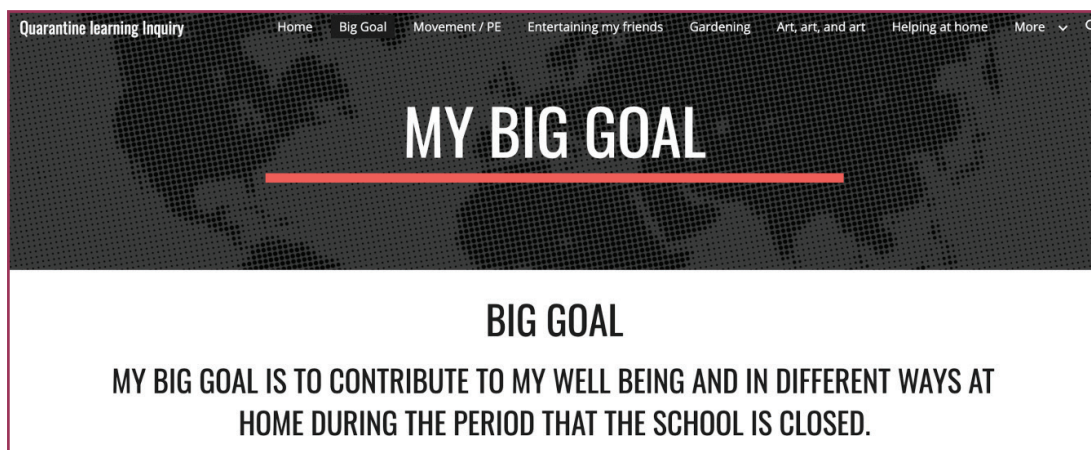 Quarantine learning Inquiry
Home Big Goal Movement / PE Entertaining my friends Gardening Art, art, and art Helping at home More
MY BIG GOAL
BIG GOAL
MY BIG GOAL IS TO CONTRIBUTE TO MY WELL BEING AND IN DIFFERENT WAYS AT
HOME DURING THE PERIOD THAT THE SCHOOL IS CLOSED.